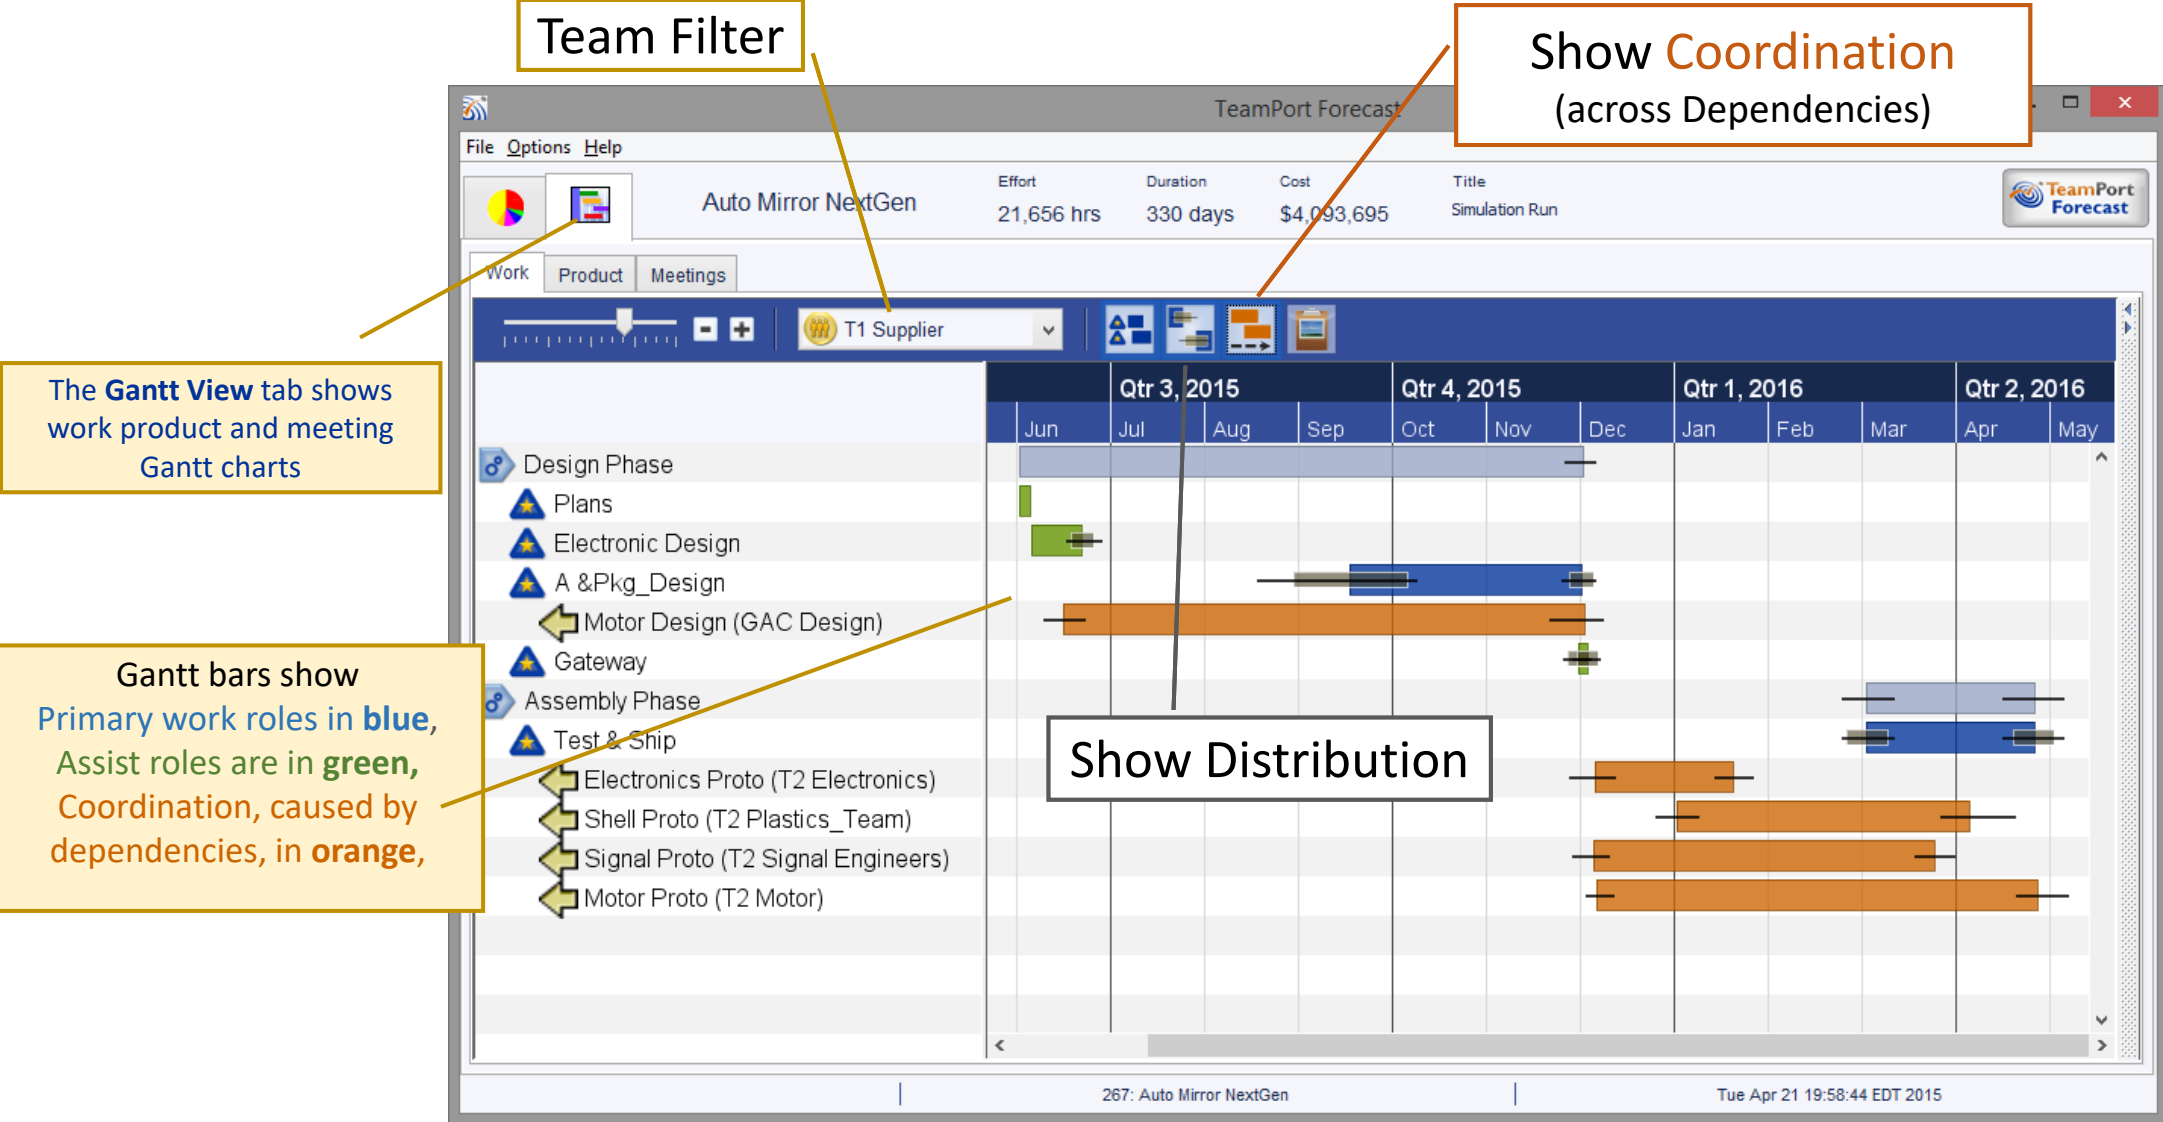 Team Filter
Show Coordination
(across Dependencies)
TeamPort Forecast
File Options Help
Auto Mirror NextGen
Effort
21,656 hrs
Duration
330 days
Cost
$4,093,695
Title
Simulation Run
TeamPort
Forecast
Work Product Meetings
T1 Supplier
The Gantt View tab shows
work product and meeting
Gantt charts
Qtr 3, 2015 Qtr 4, 2015 Qtr 1, 2016 Qtr 2, 2016
Jun Jul Aug Sep Oct Nov Dec Jan Feb Mar Apr May
Design Phase
Plans
Electronic Design
A &Pkg_Design
Motor Design (GAC Design)
Gateway
Assembly Phase
Test & Ship
Electronics Proto (T2 Electronics)
Shell Proto (T2 Plastics_Team)
Signal Proto (T2 Signal Engineers)
Motor Proto (T2 Motor)
Gantt bars show
Primary work roles in blue,
Assist roles are in green,
Coordination, caused by
dependencies, in orange,
Show Distribution
267: Auto Mirror NextGen
Tue Apr 21 19:58:44 EDT 2015